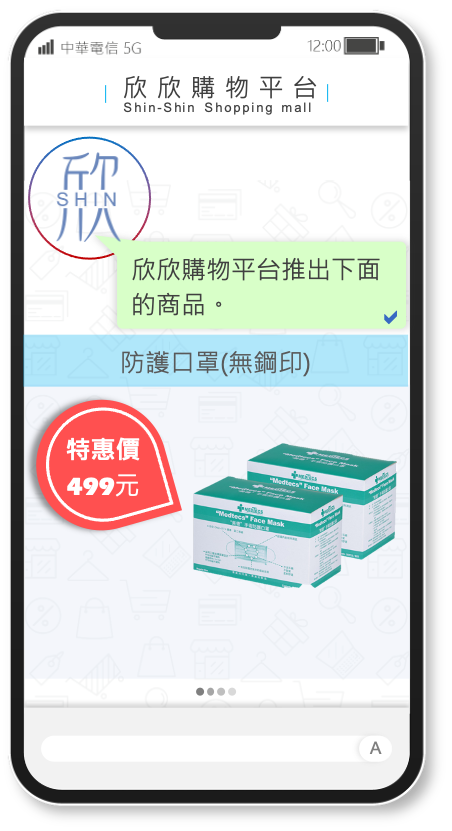 中華電信 5G
12:00
欣欣購物平台
Shin-Shin Shopping mall
欣
SHIN
欣欣購物平台推出下面
的商品。
防護口罩(無鋼印)
特惠價
499元
"Medtecs" Face Mask
"Medtecs" Face Mask
A